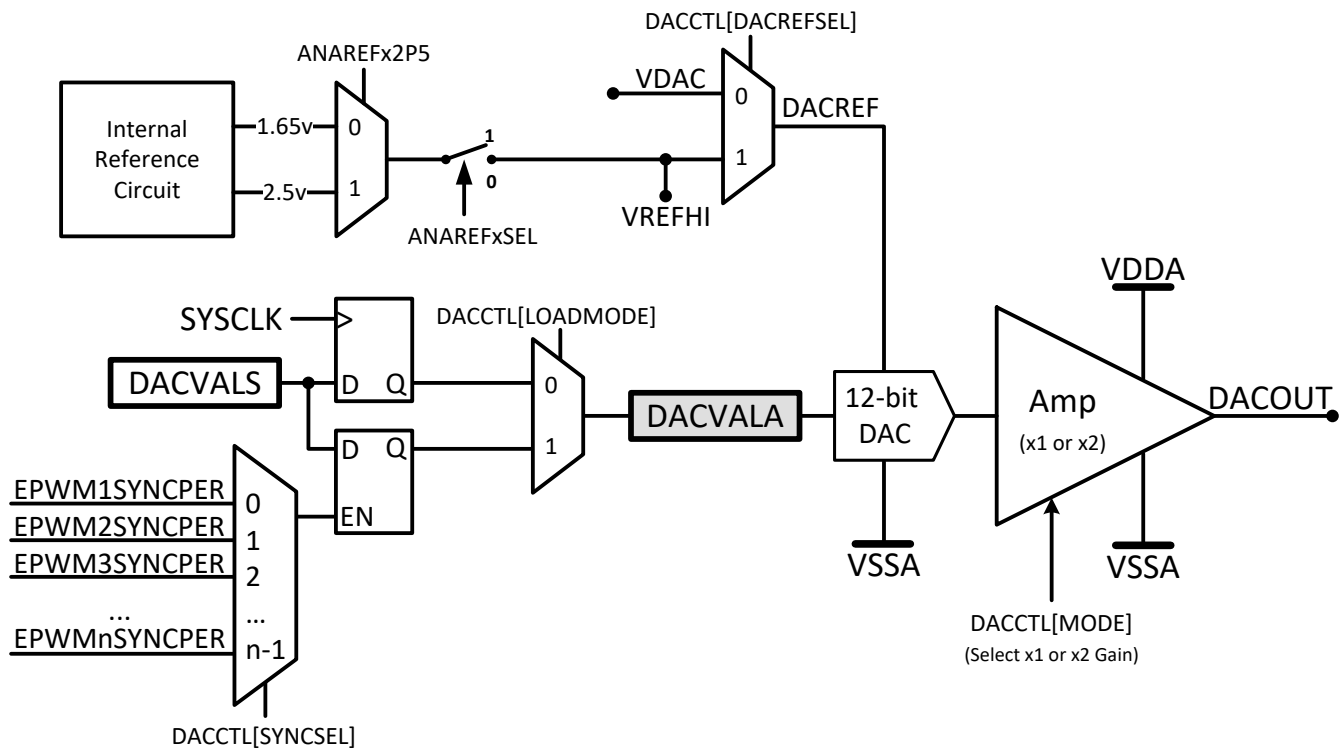 DACCTL[DACREFSEL]
ANAREFx2P5
VDAC
0
DACREF
Internal
Reference
Circuit
1.65v
0
1
2.5v
1
0
1
ANAREFxSEL
VREFHI
SYSCLK
DACCTL[LOADMODE]
VDDA
DACVALS
D
Q
0
DACVALA
12-bit
DAC
Amp
(x1 or x2)
DACOUT
D
Q
1
EN
EPWM1SYNCPER
0
EPWM2SYNCPER
1
EPWM3SYNCPER
2
...
...
EPWMnSYNCPER
n-1
VSSA
VSSA
DACCTL[MODE]
(Select x1 or x2 Gain)
DACCTL[SYNCSEL]